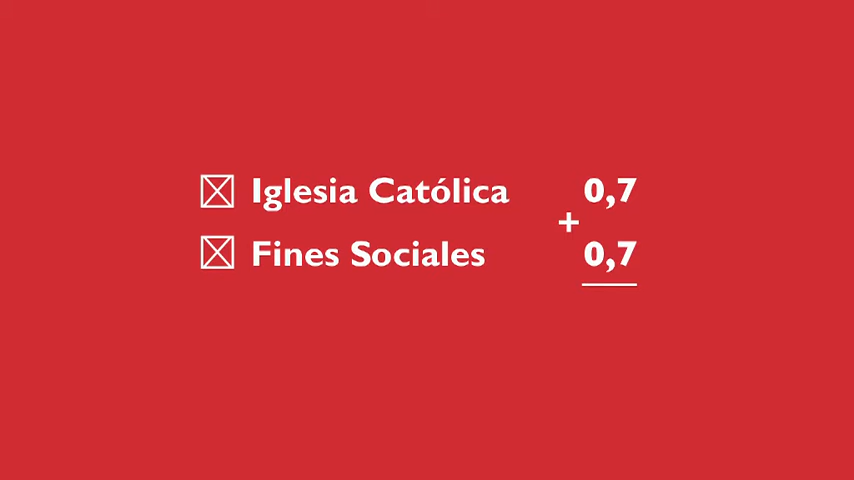 ☒ Iglesia Católica 0,7
+
☒ Fines Sociales 0,7